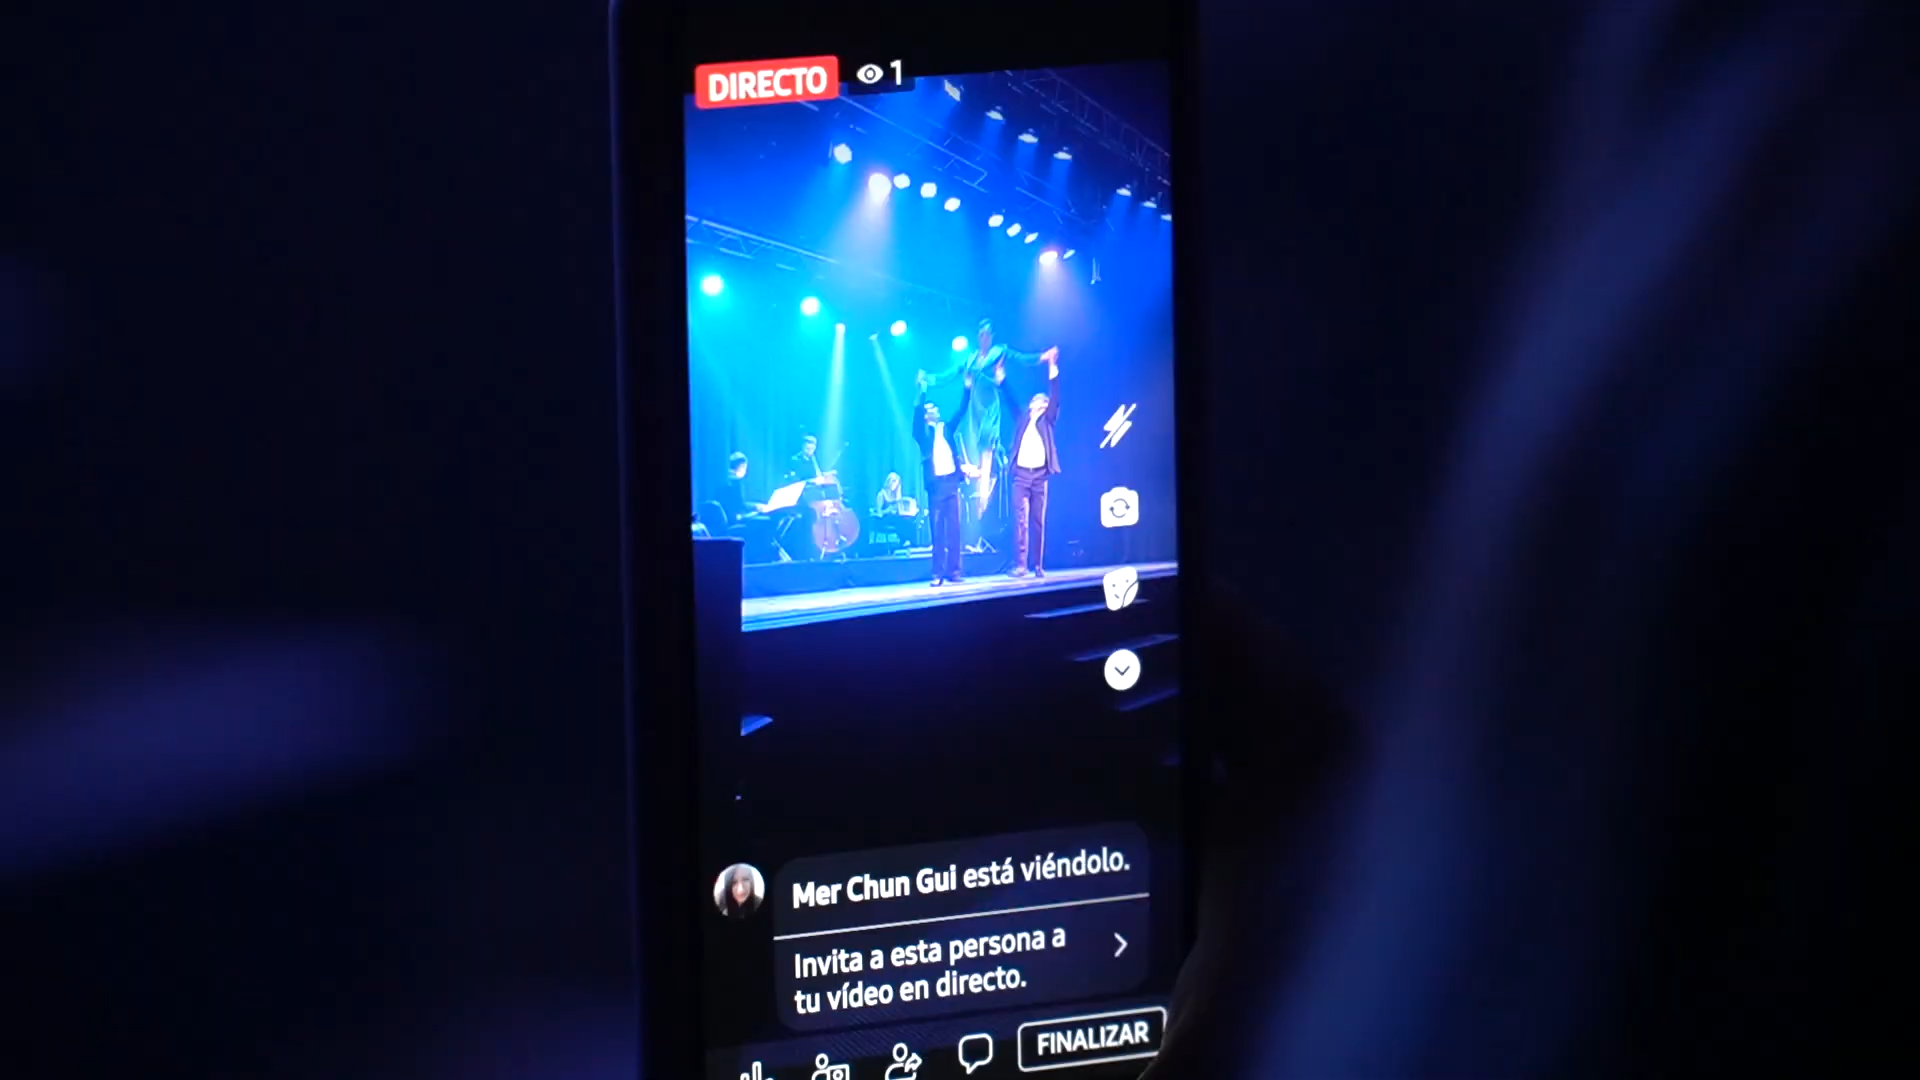 DIRECTO 1
Mer Chun Gui está viéndolo.
Invita a esta persona a
tu vídeo en directo.
FINALIZAR